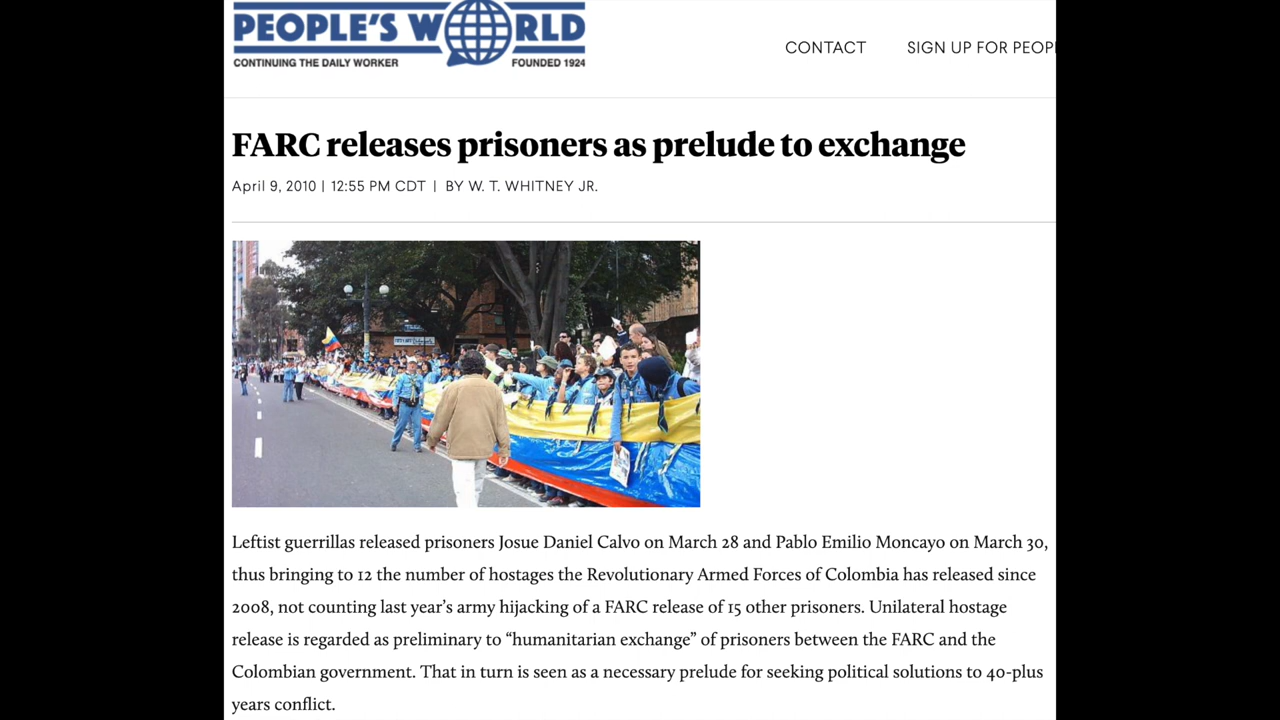 PEOPLE'S WORLD
CONTINUING THE DAILY WORKER FOUNDED 1924
CONTACT SIGN UP FOR PEOP
FARC releases prisoners as prelude to exchange
April 9, 2010 | 12:55 PM CDT | BY W. T. WHITNEY JR.
Leftist guerrillas released prisoners Josue Daniel Calvo on March 28 and Pablo Emilio Moncayo on March 30,
thus bringing to 12 the number of hostages the Revolutionary Armed Forces of Colombia has released since
2008, not counting last year’s army hijacking of a FARC release of 15 other prisoners. Unilateral hostage
release is regarded as preliminary to “humanitarian exchange” of prisoners between the FARC and the
Colombian government. That in turn is seen as a necessary prelude for seeking political solutions to 40-plus
years conflict.